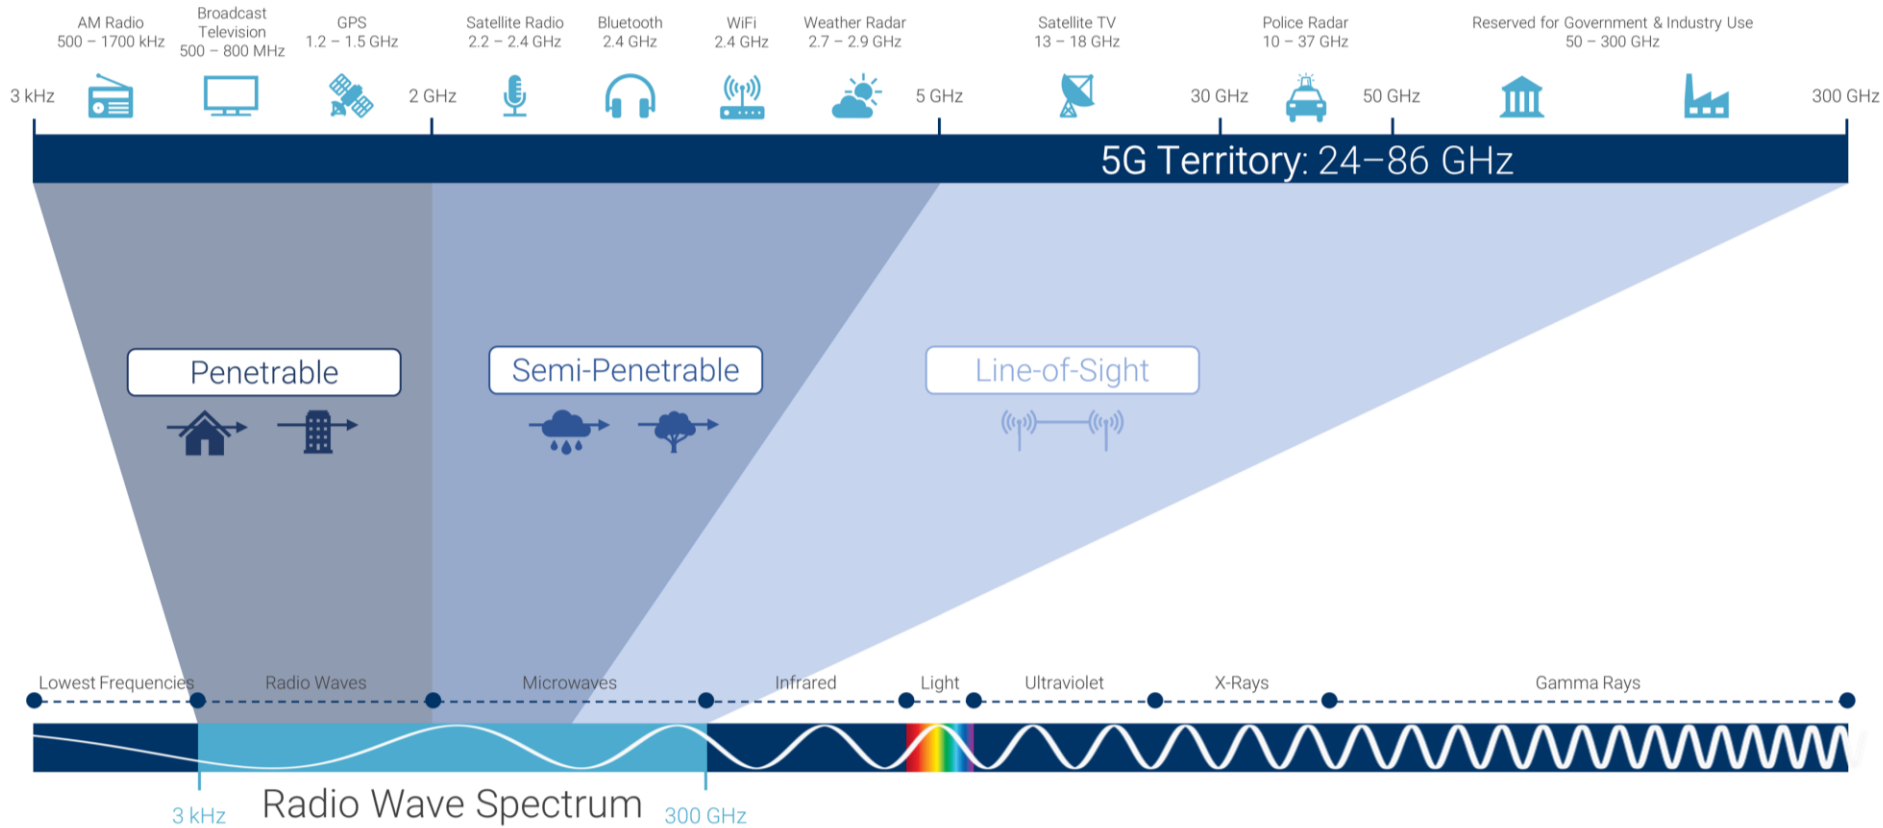 AM Radio
500 – 1700 kHz
Broadcast
Television
500 – 800 MHz
GPS
1.2 – 1.5 GHz
Satellite Radio
2.2 – 2.4 GHz
Bluetooth
2.4 GHz
WiFi
2.4 GHz
Weather Radar
2.7 – 2.9 GHz
Satellite TV
13 – 18 GHz
Police Radar
10 – 37 GHz
Reserved for Government & Industry Use
50 – 300 GHz
3 kHz
2 GHz
5 GHz
30 GHz
50 GHz
300 GHz
5G Territory: 24–86 GHz
Penetrable
Semi-Penetrable
Line-of-Sight
Lowest Frequencies
Radio Waves
Microwaves
Infrared
Light
Ultraviolet
X-Rays
Gamma Rays
3 kHz
Radio Wave Spectrum
300 GHz